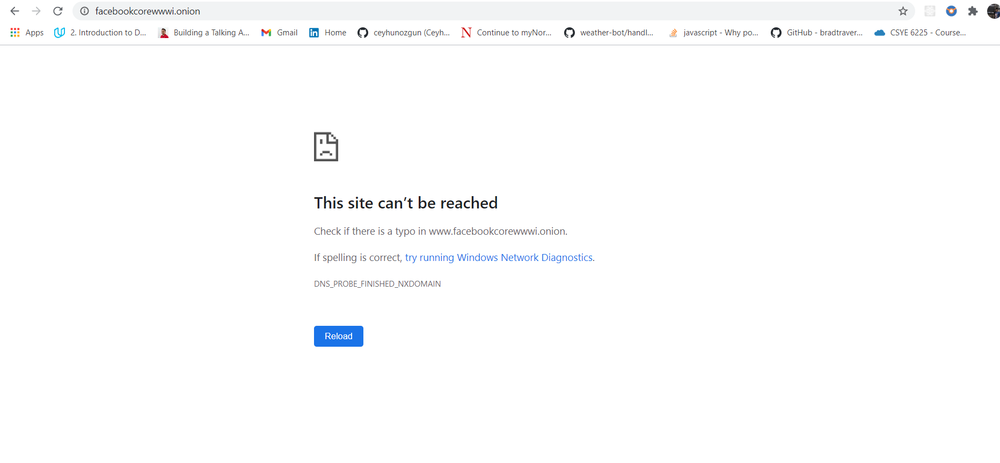 facebookcorewwwi.onion
Apps 2. Introduction to D... Building a Talking A... Gmail Home ceyhunozgun (Ceyh... Continue to myNor... weather-bot/handl... javascript - Why po... GitHub - bradtraver... CSYE 6225 - Course...
This site can’t be reached
Check if there is a typo in www.facebookcorewwwi.onion.
If spelling is correct, try running Windows Network Diagnostics.
DNS_PROBE_FINISHED_NXDOMAIN
Reload